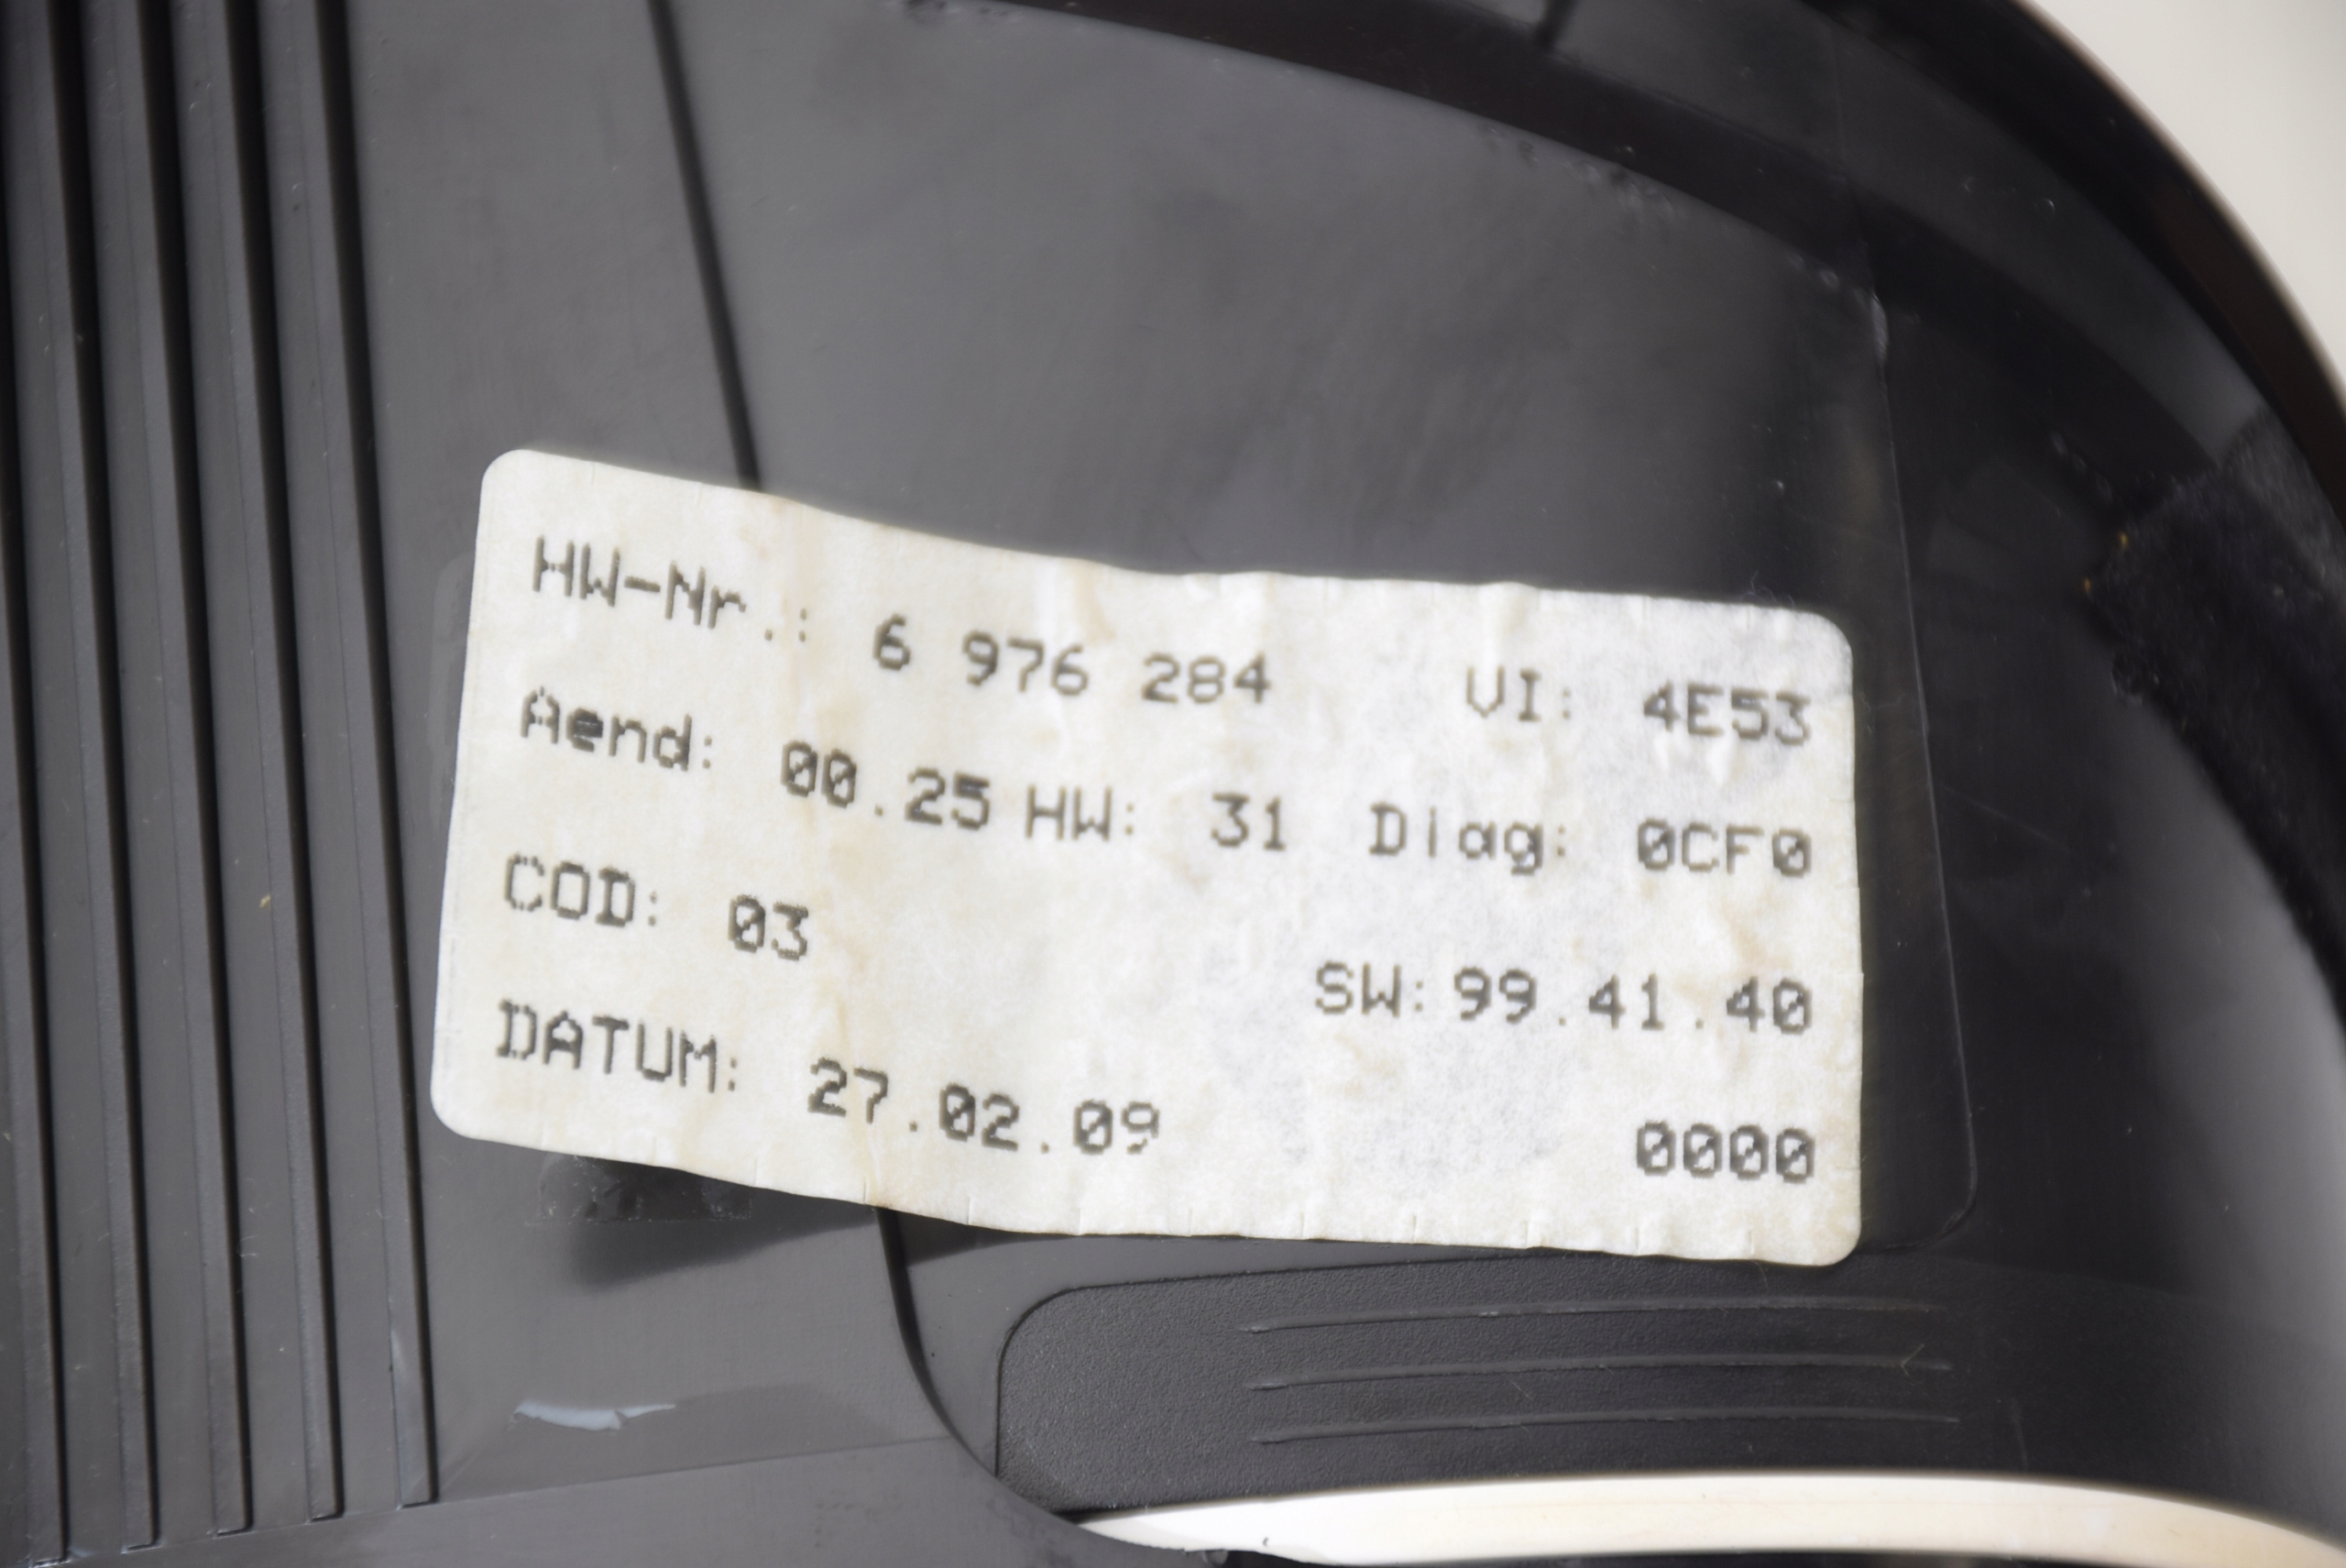 HW-Nr.: 6 976 284 VI: 4E53
Aend: 00.25 HW: 31 Diag: 0CF0
COD: 03 SW: 99.41.40
DATUM: 27.02.09 0000